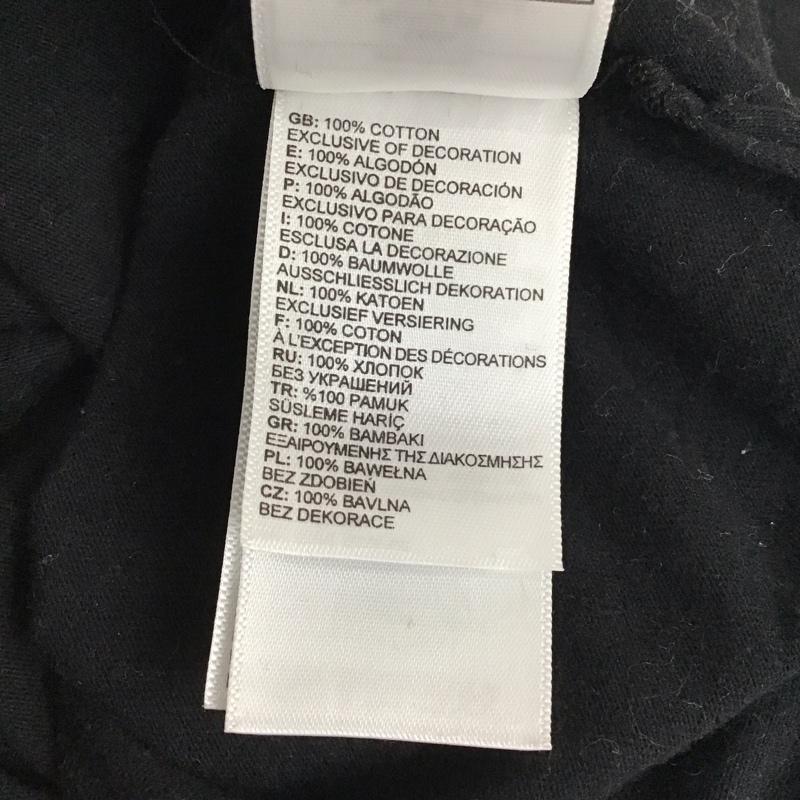 GB: 100% COTTON
EXCLUSIVE OF DECORATION
E: 100% ALGODÓN
EXCLUSIVO DE DECORACIÓN
P: 100% ALGODÃO
EXCLUSIVO PARA DECORAÇÃO
I: 100% COTONE
ESCLUSA LA DECORAZIONE
D: 100% BAUMWOLLE
AUSSCHLIESSLICH DEKORATION
NL: 100% KATOEN
EXCLUSIEF VERSIERING
F: 100% COTON
À L'EXCEPTION DES DÉCORATIONS
RU: 100% ХЛОПОК
БЕЗ УКРАШЕНИЙ
TR: %100 PAMUK
SÜSLEME HARİÇ
GR: 100% ΒΑΜΒΑΚΙ
ΕΞΑΙΡΟΥΜΕΝΗΣ ΤΗΣ ΔΙΑΚΟΣΜΗΣΗΣ
PL: 100% BAWEŁNA
BEZ ZDOBIEŃ
CZ: 100% BAVLNA
BEZ DEKORACE